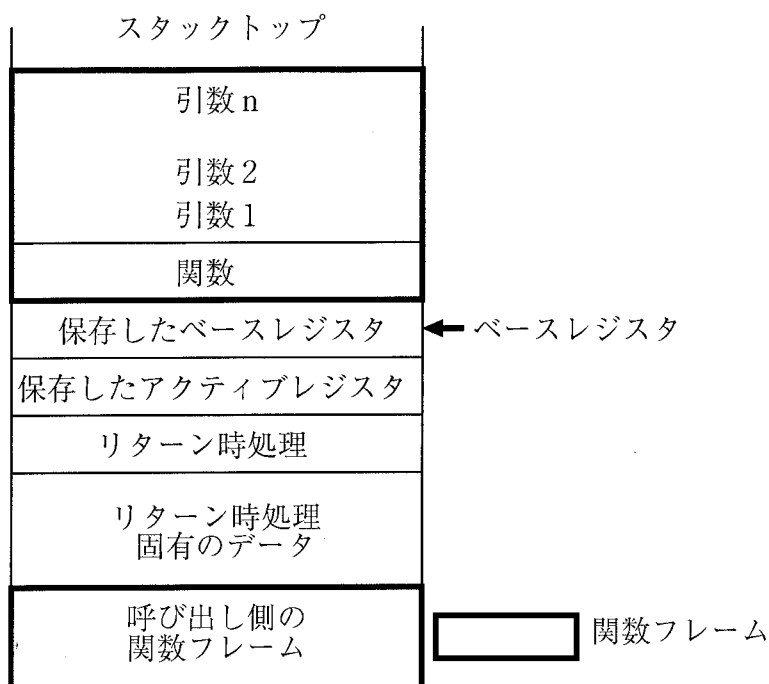 スタックトップ
引数n
引数2
引数1
関数
保存したベースレジスタ
ベースレジスタ
保存したアクティブレジスタ
リターン時処理
リターン時処理
固有のデータ
呼び出し側の
関数フレーム
関数フレーム